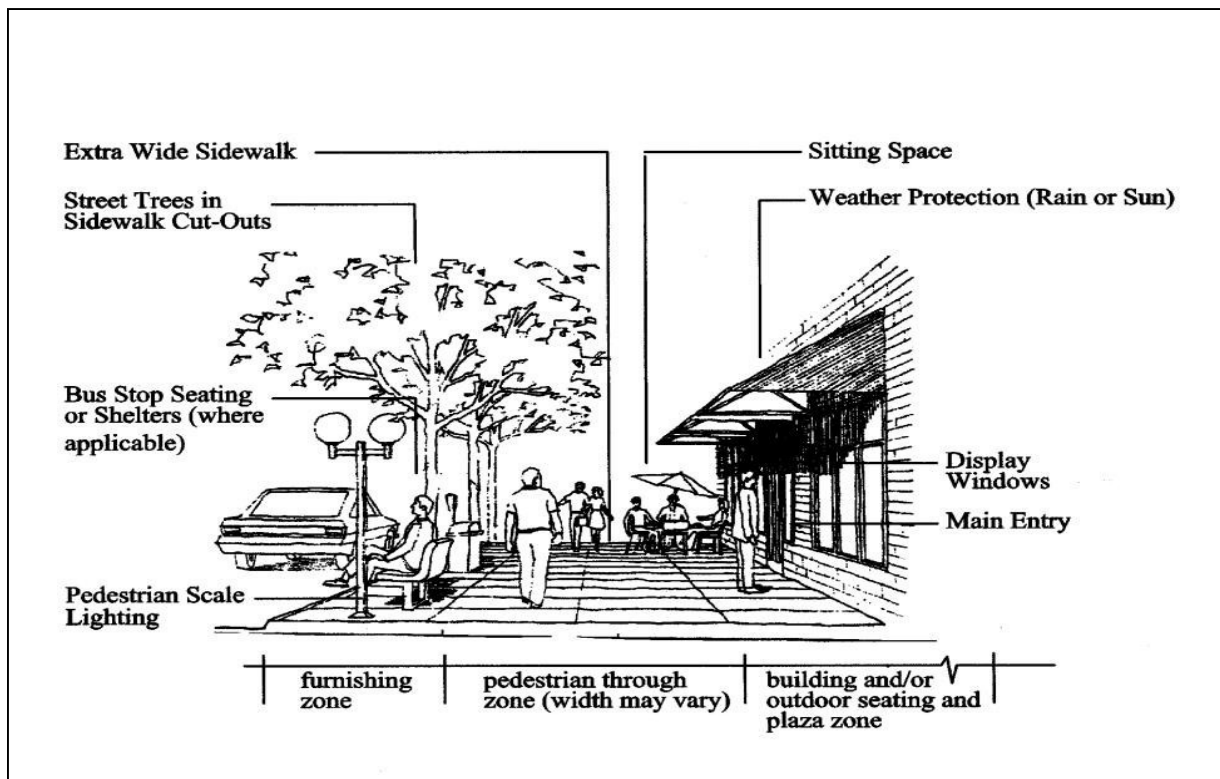 Extra Wide Sidewalk
Street Trees in
Sidewalk Cut-Outs
Bus Stop Seating
or Shelters (where
applicable)
Pedestrian Scale
Lighting
Sitting Space
Weather Protection (Rain or Sun)
Display
Windows
Main Entry
furnishing
zone
pedestrian through
zone (width may vary)
building and/or
outdoor seating and
plaza zone